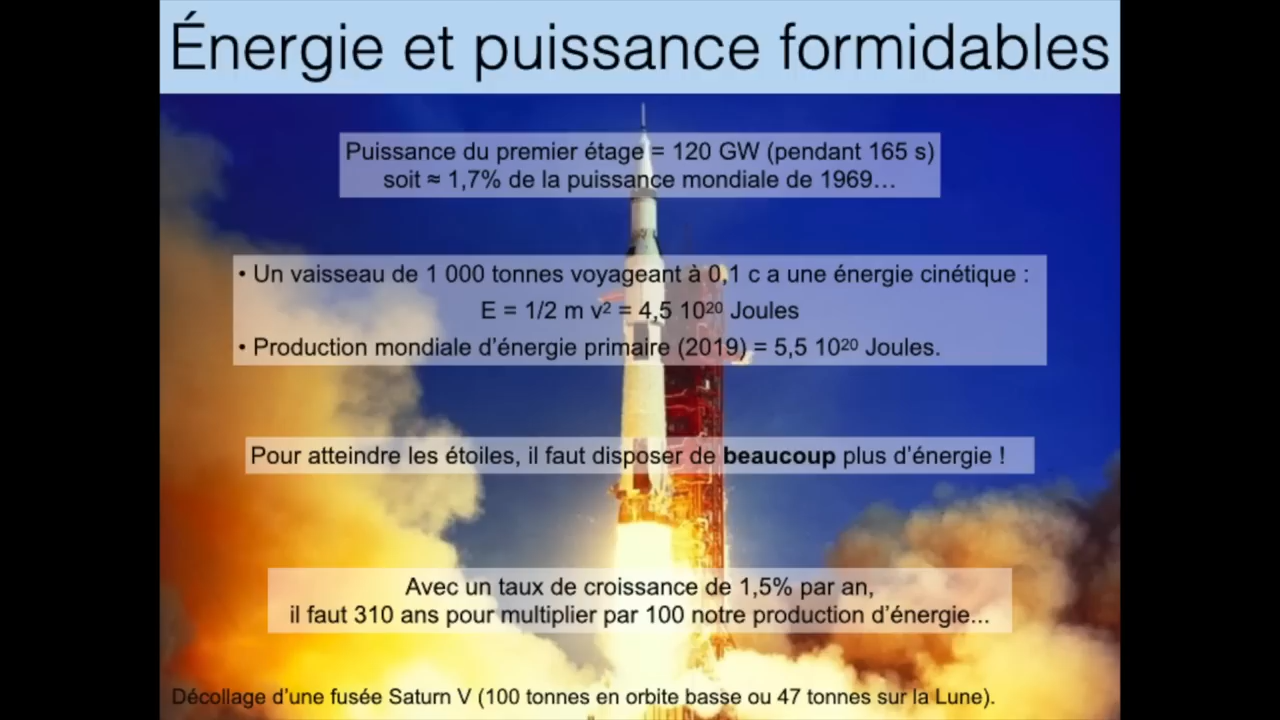 Énergie et puissance formidables
Puissance du premier étage = 120 GW (pendant 165 s)
soit ≈ 1,7% de la puissance mondiale de 1969…
• Un vaisseau de 1 000 tonnes voyageant à 0,1 c a une énergie cinétique :
E = 1/2 m v² = 4,5 10²⁰ Joules
• Production mondiale d'énergie primaire (2019) = 5,5 10²⁰ Joules.
Pour atteindre les étoiles, il faut disposer de beaucoup plus d'énergie !
Avec un taux de croissance de 1,5% par an,
il faut 310 ans pour multiplier par 100 notre production d'énergie...
Décollage d'une fusée Saturn V (100 tonnes en orbite basse ou 47 tonnes sur la Lune).